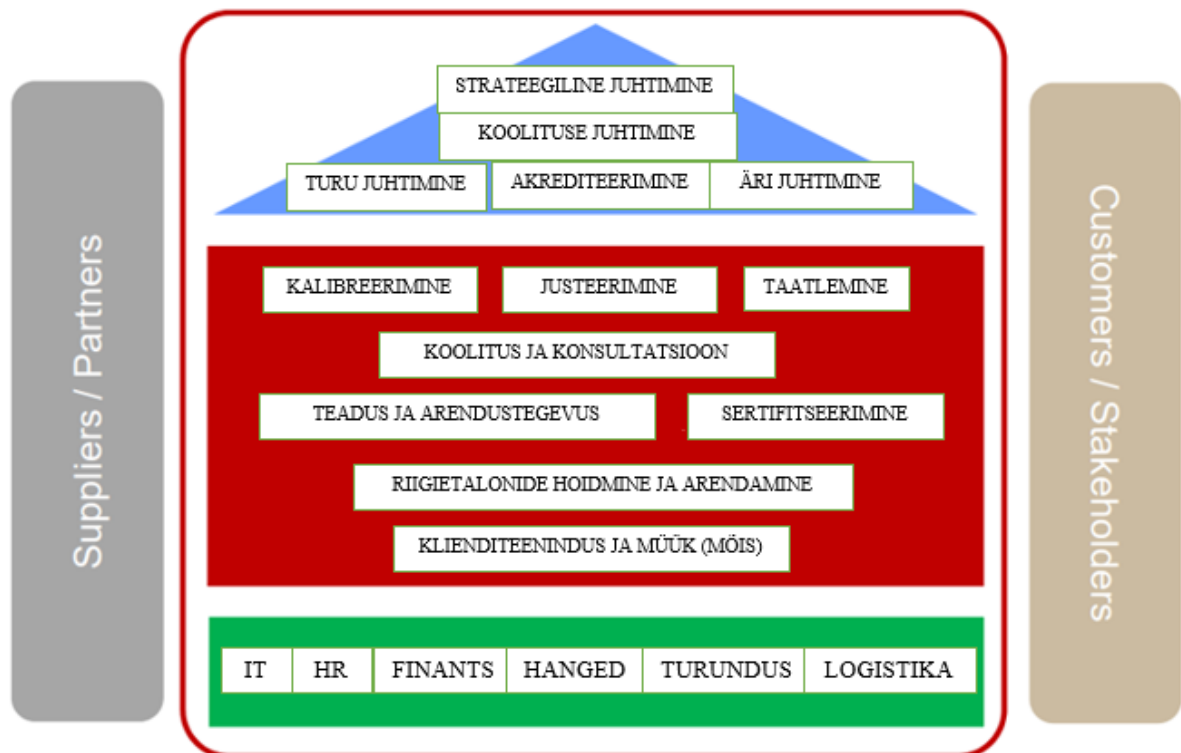 Suppliers / Partners
STRATEEGILINE JUHTIMINE
KOOLITUSE JUHTIMINE
TURU JUHTIMINE
AKREDITEERIMINE
ÄRI JUHTIMINE
KALIBREERIMINE
JUSTEERIMINE
TAATLEMINE
KOOLITUS JA KONSULTATSIOON
TEADUS JA ARENDUSTEGEVUS
SERTIFITSEERIMINE
RIIGIETALONIDE HOIDMINE JA ARENDAMINE
KLIENDITEENINDUS JA MÜÜK (MÕIS)
IT
HR
FINANTS
HANGED
TURUNDUS
LOGISTIKA
Customers / Stakeholders